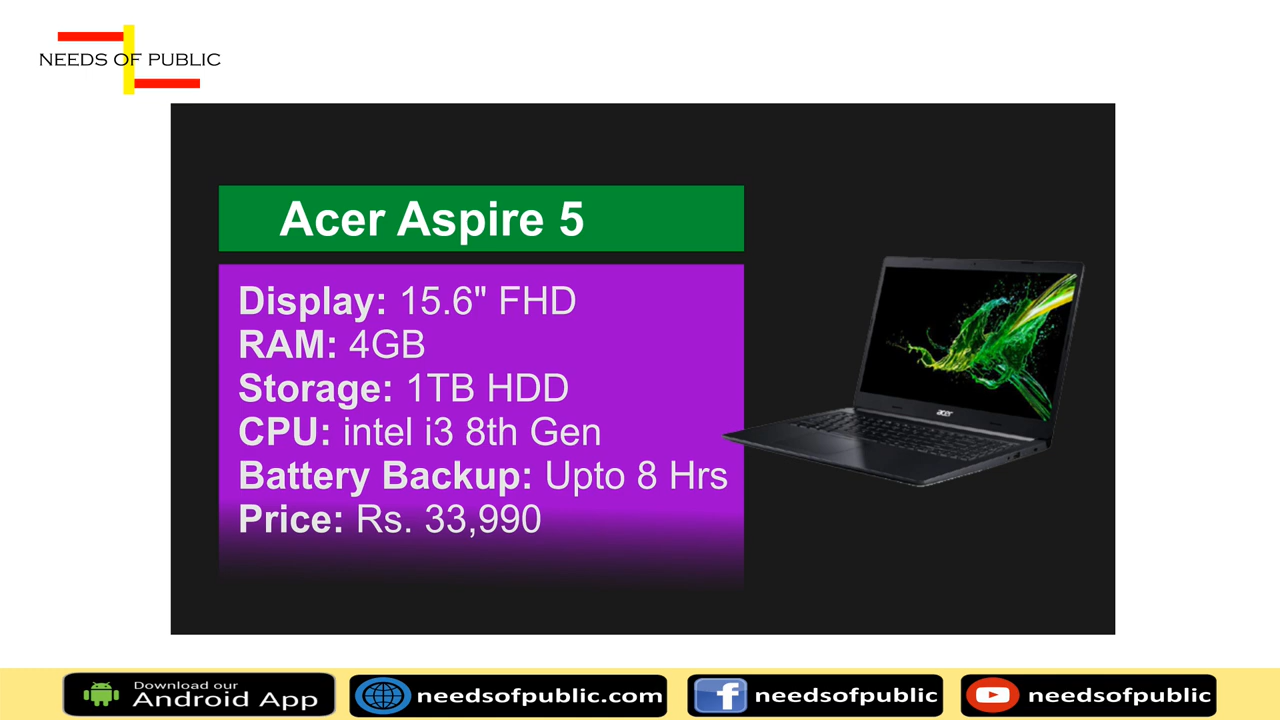 NEEDS OF PUBLIC
Acer Aspire 5
Display: 15.6" FHD
RAM: 4GB
Storage: 1TB HDD
CPU: intel i3 8th Gen
Battery Backup: Upto 8 Hrs
Price: Rs. 33,990
acer
Download our
Android App
needsofpublic.com
needsofpublic
needsofpublic